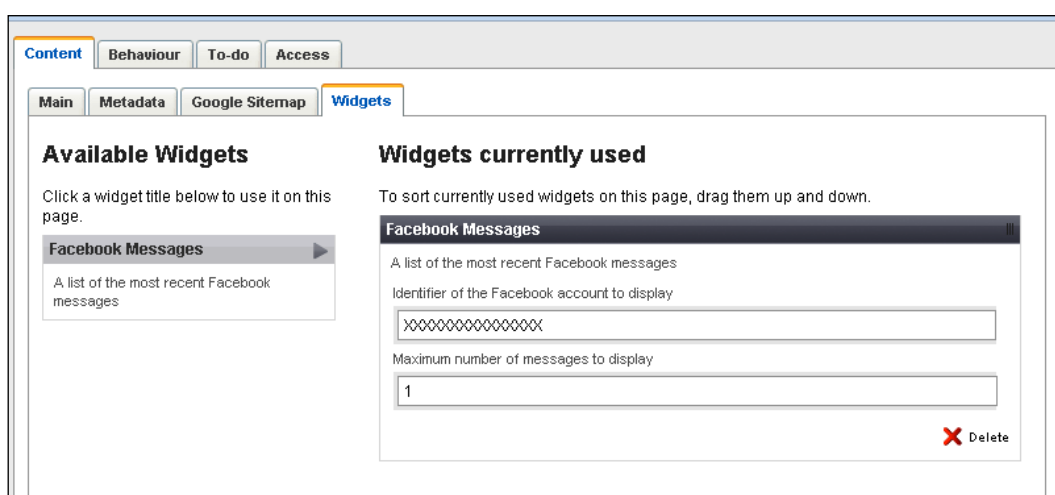 Content Behaviour To-do Access
Main Metadata Google Sitemap Widgets
Available Widgets
Click a widget title below to use it on this
page.
Facebook Messages
A list of the most recent Facebook
messages
Widgets currently used
To sort currently used widgets on this page, drag them up and down.
Facebook Messages
A list of the most recent Facebook messages
Identifier of the Facebook account to display
XXXXXXXXXXXXXXX
Maximum number of messages to display
1
Delete